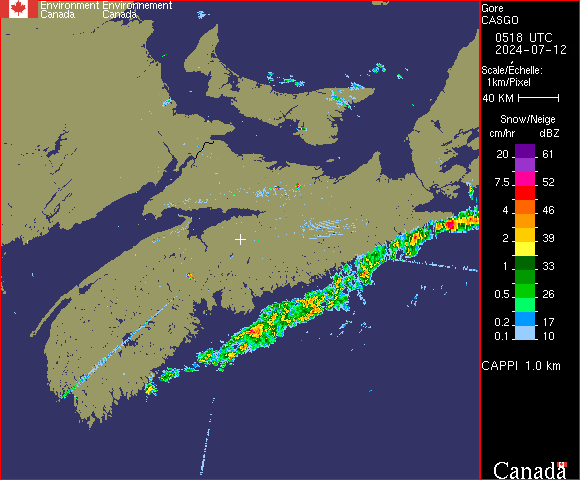 Environment Environnement
Canada Canada
Gore
CASGO
0518 UTC
2024-07-12
Scale/Échelle:
1km/Pixel
40 KM
Snow/Neige
cm/hr dBZ
20 61
7.5 52
4 46
2 39
1 33
0.5 26
0.2 17
0.1 10
CAPPI 1.0 km
Canada